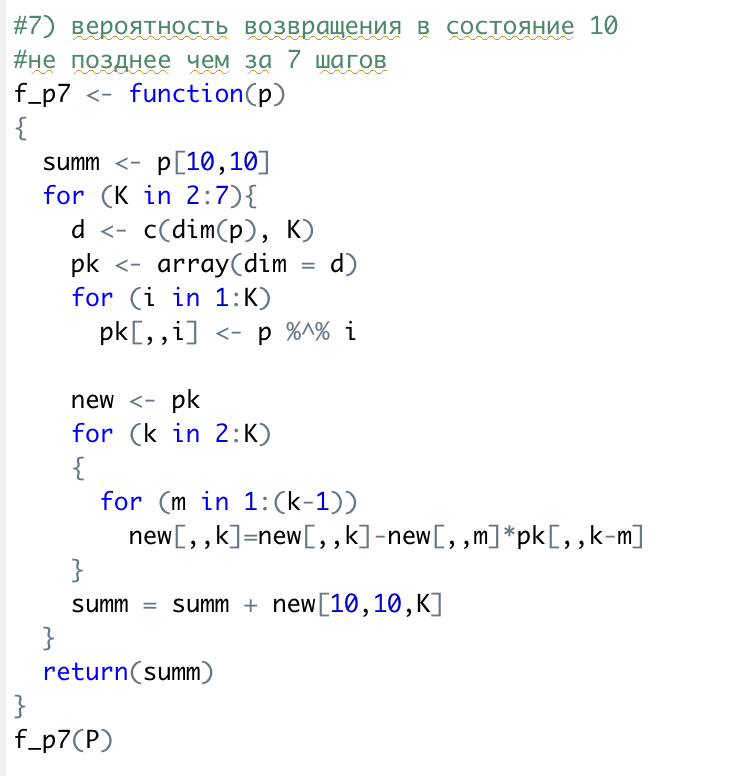 #7) вероятность возвращения в состояние 10
#не позднее чем за 7 шагов
f_p7 <- function(p)
{
  summ <- p[10,10]
  for (K in 2:7){
    d <- c(dim(p), K)
    pk <- array(dim = d)
    for (i in 1:K)
      pk[,,i] <- p %^% i

    new <- pk
    for (k in 2:K)
    {
      for (m in 1:(k-1))
        new[,,k]=new[,,k]-new[,,m]*pk[,,k-m]
    }
    summ = summ + new[10,10,K]
  }
  return(summ)
}
f_p7(P)